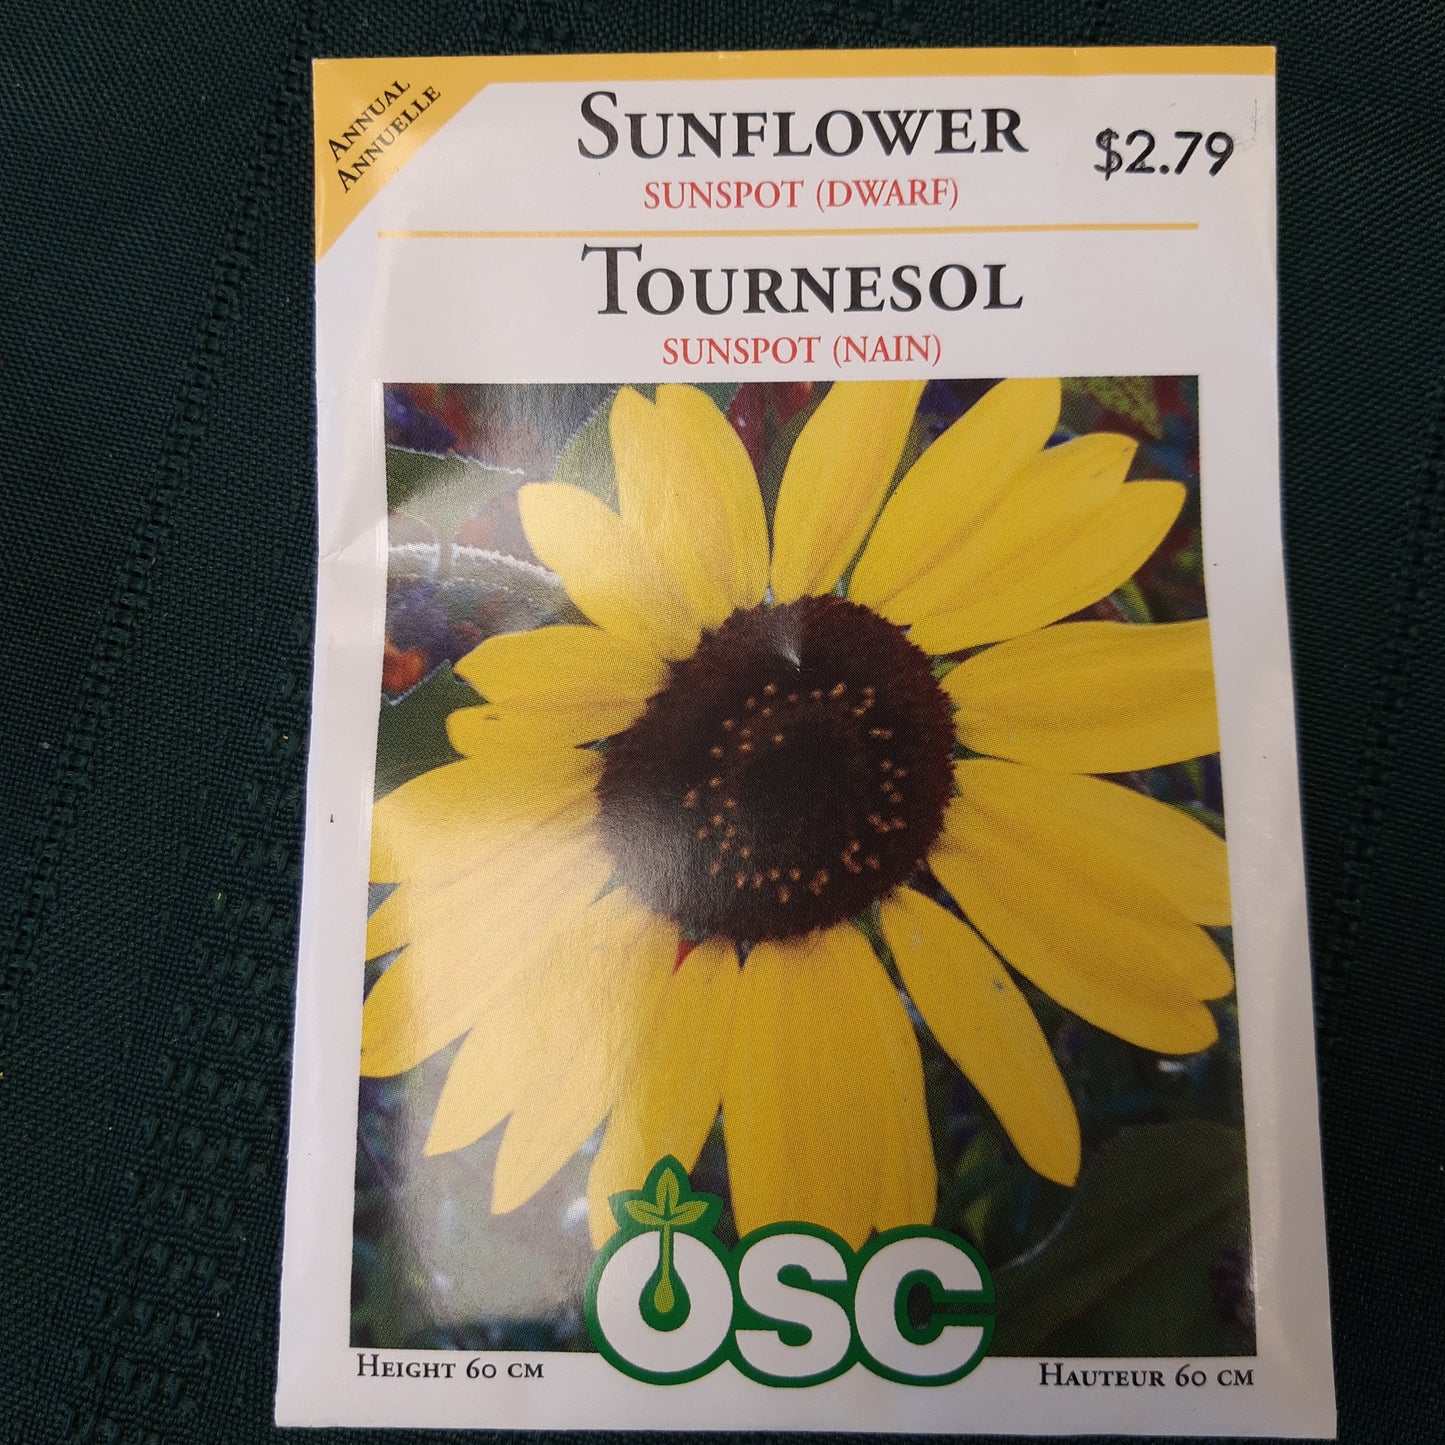 ANNUAL
ANNUELLE
SUNFLOWER
$2.79
SUNSPOT (DWARF)
TOURNESOL
SUNSPOT (NAIN)
OSC
HEIGHT 60 CM
HAUTEUR 60 CM